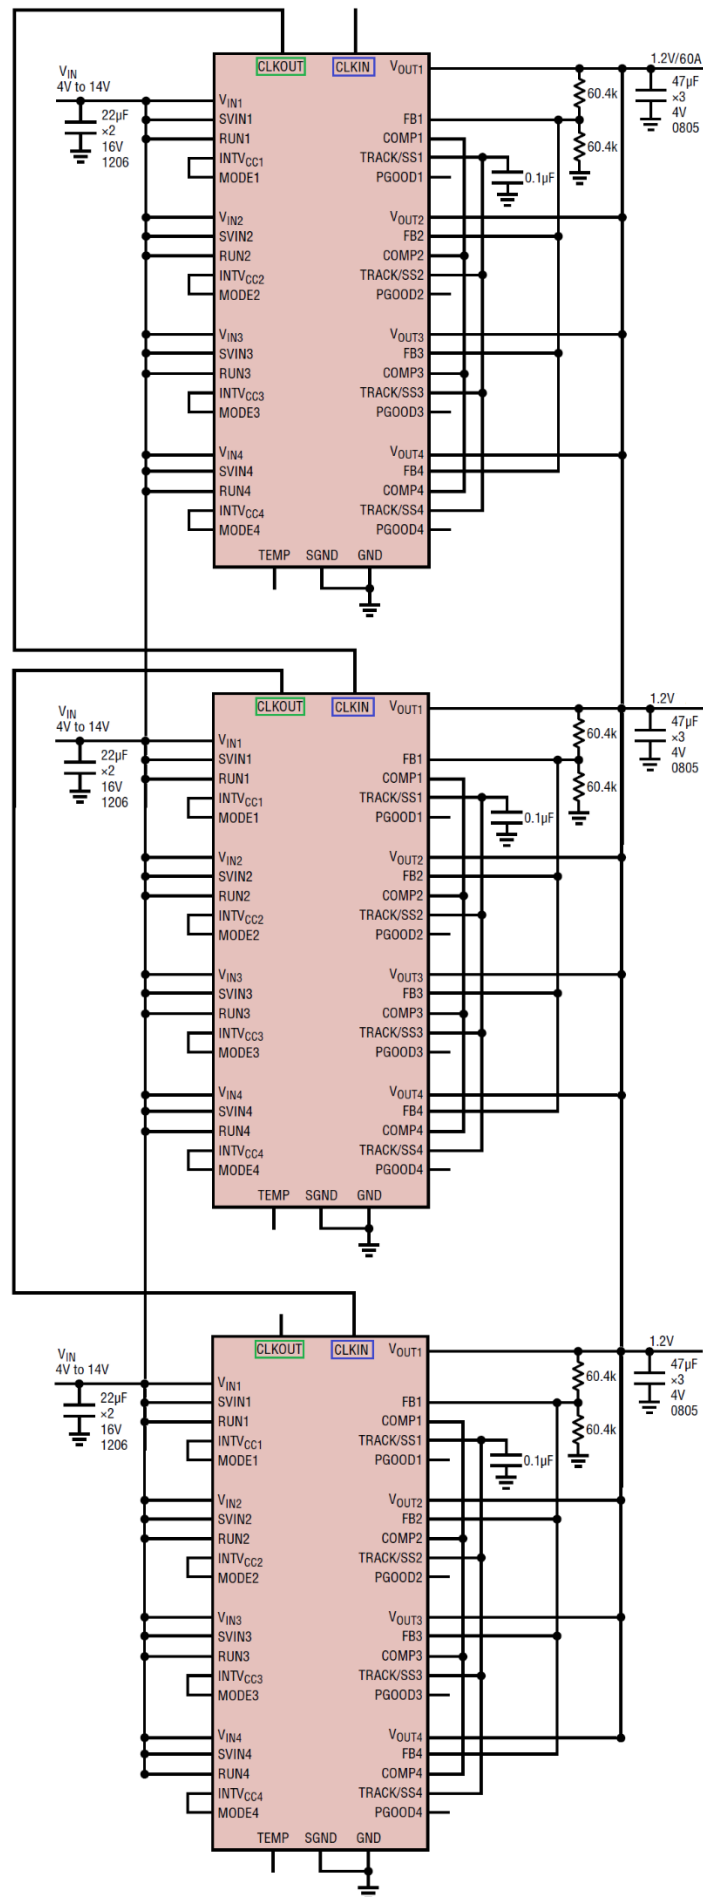 CLKOUT CLKIN
VIN
4V to 14V
22µF
×2
16V
1206
VIN1
SVIN1
RUN1
INTVCC1
MODE1
VIN2
SVIN2
RUN2
INTVCC2
MODE2
VIN3
SVIN3
RUN3
INTVCC3
MODE3
VIN4
SVIN4
RUN4
INTVCC4
MODE4
TEMP SGND GND
VOUT1
FB1
COMP1
TRACK/SS1
PGOOD1
VOUT2
FB2
COMP2
TRACK/SS2
PGOOD2
VOUT3
FB3
COMP3
TRACK/SS3
PGOOD3
VOUT4
FB4
COMP4
TRACK/SS4
PGOOD4
1.2V/60A
60.4k
60.4k
0.1µF
47µF
×3
4V
0805
CLKOUT CLKIN
VIN
4V to 14V
22µF
×2
16V
1206
VIN1
SVIN1
RUN1
INTVCC1
MODE1
VIN2
SVIN2
RUN2
INTVCC2
MODE2
VIN3
SVIN3
RUN3
INTVCC3
MODE3
VIN4
SVIN4
RUN4
INTVCC4
MODE4
TEMP SGND GND
VOUT1
FB1
COMP1
TRACK/SS1
PGOOD1
VOUT2
FB2
COMP2
TRACK/SS2
PGOOD2
VOUT3
FB3
COMP3
TRACK/SS3
PGOOD3
VOUT4
FB4
COMP4
TRACK/SS4
PGOOD4
1.2V
60.4k
60.4k
0.1µF
47µF
×3
4V
0805
CLKOUT CLKIN
VIN
4V to 14V
22µF
×2
16V
1206
VIN1
SVIN1
RUN1
INTVCC1
MODE1
VIN2
SVIN2
RUN2
INTVCC2
MODE2
VIN3
SVIN3
RUN3
INTVCC3
MODE3
VIN4
SVIN4
RUN4
INTVCC4
MODE4
TEMP SGND GND
VOUT1
FB1
COMP1
TRACK/SS1
PGOOD1
VOUT2
FB2
COMP2
TRACK/SS2
PGOOD2
VOUT3
FB3
COMP3
TRACK/SS3
PGOOD3
VOUT4
FB4
COMP4
TRACK/SS4
PGOOD4
1.2V
60.4k
60.4k
0.1µF
47µF
×3
4V
0805